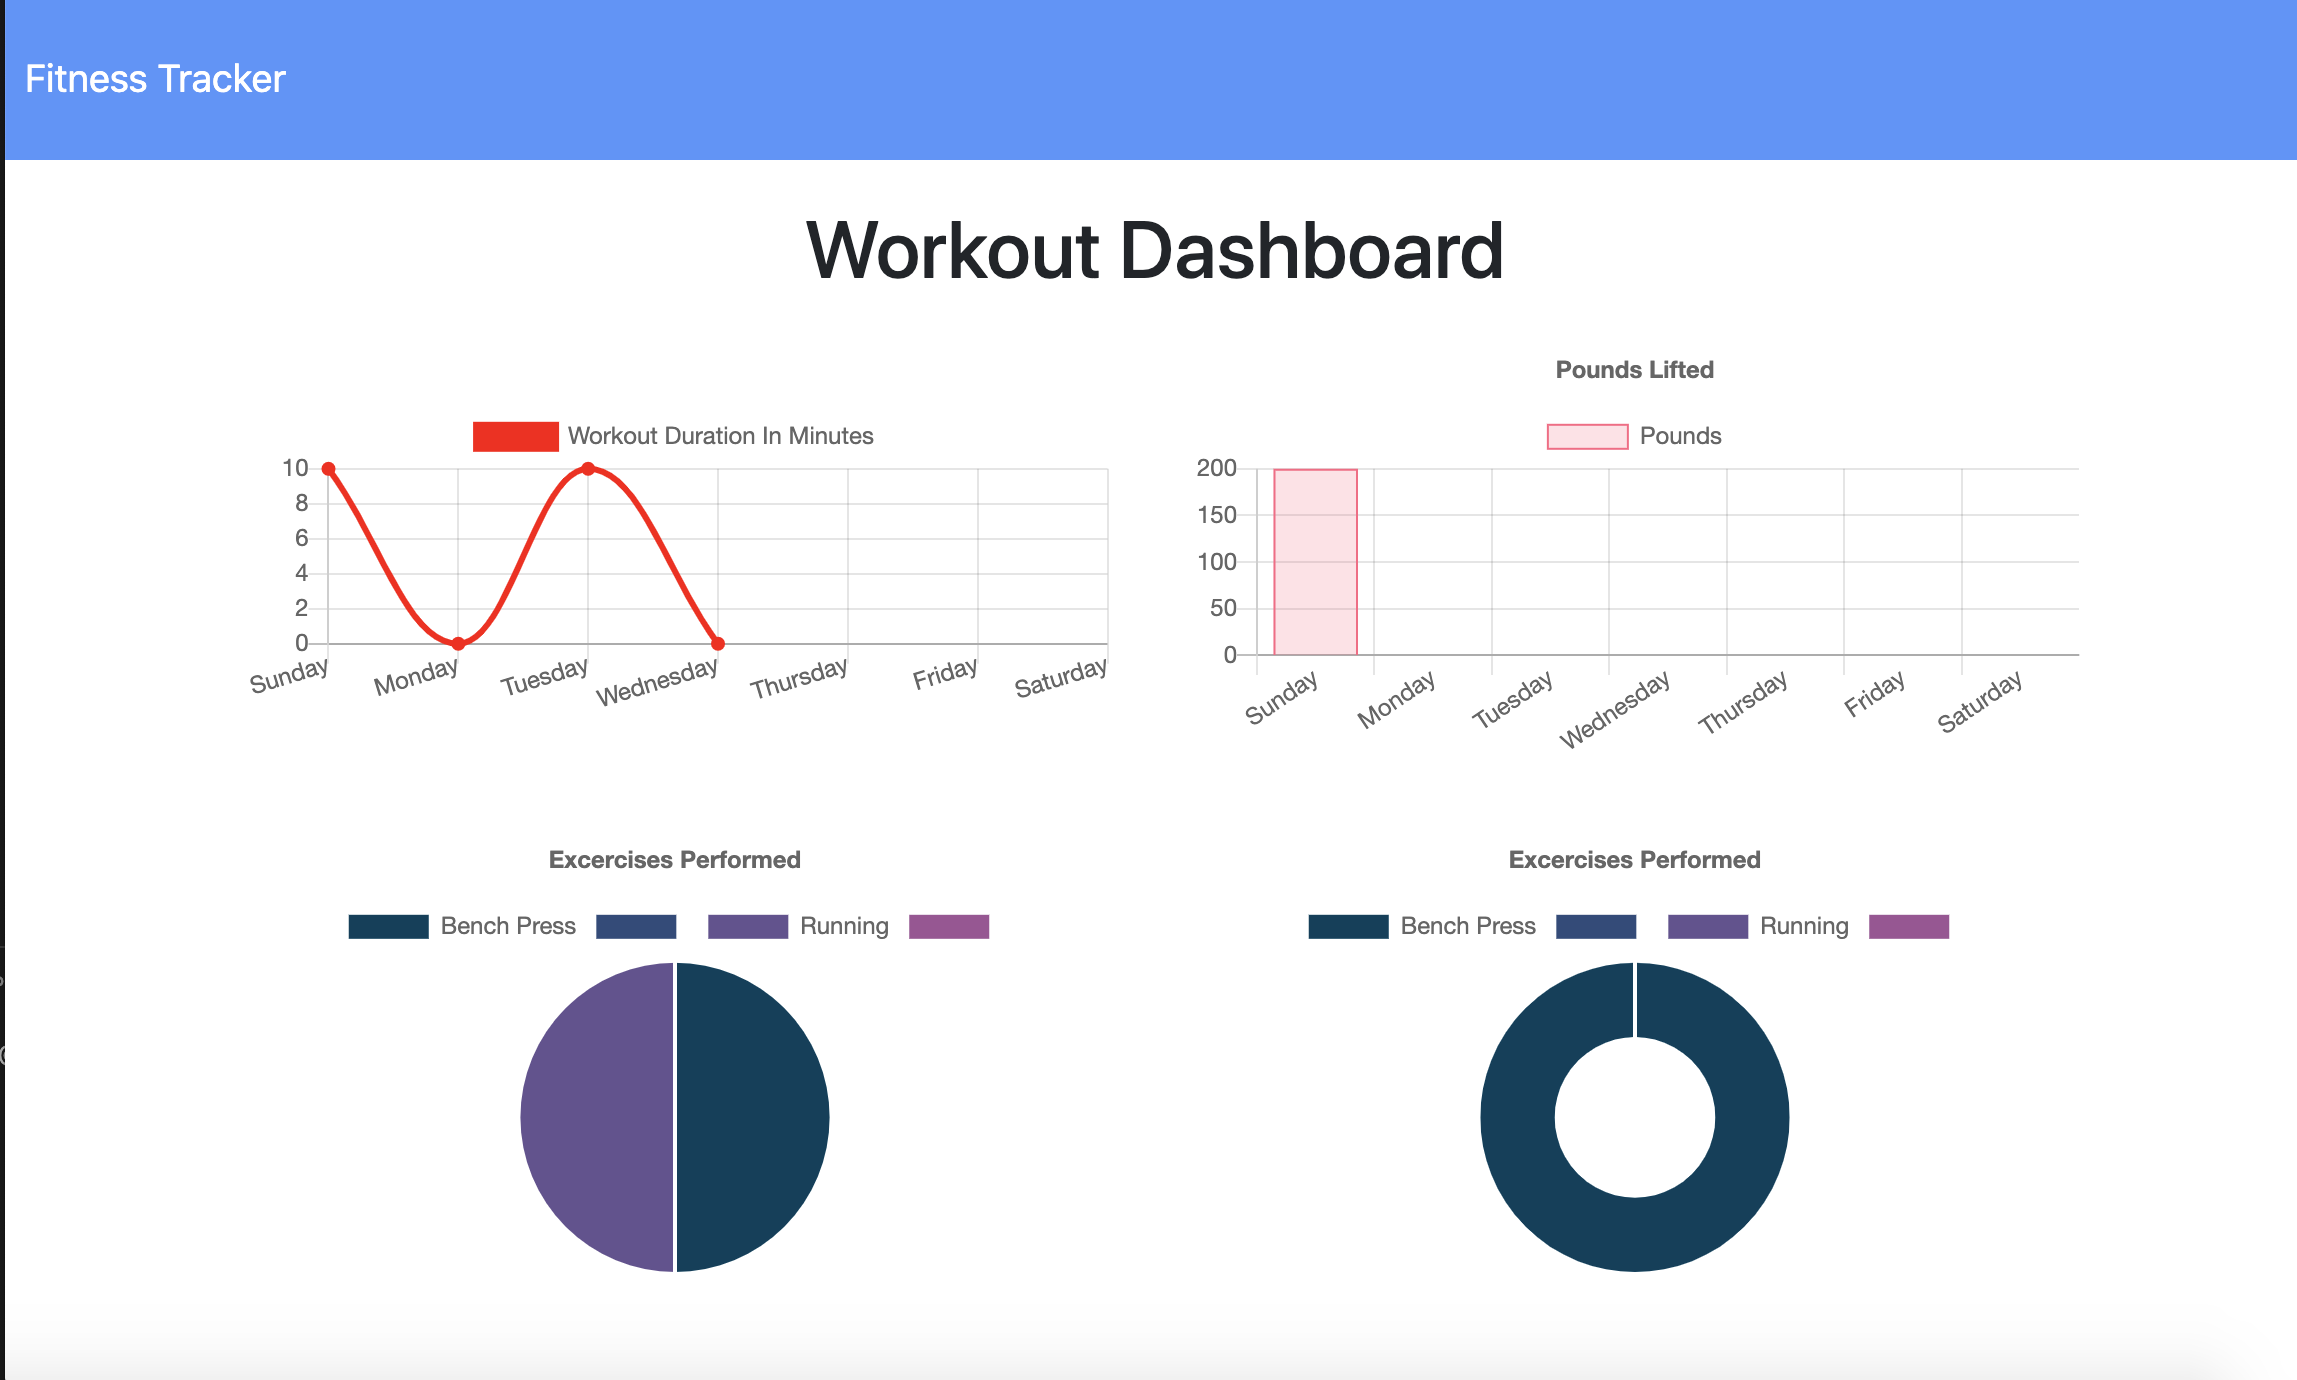 Fitness Tracker
Workout Dashboard
Workout Duration In Minutes
10
8
6
4
2
0
Sunday Monday Tuesday Wednesday Thursday Friday Saturday
Pounds Lifted
Pounds
200
150
100
50
0
Sunday Monday Tuesday Wednesday Thursday Friday Saturday
Excercises Performed
Bench Press Running
Excercises Performed
Bench Press Running